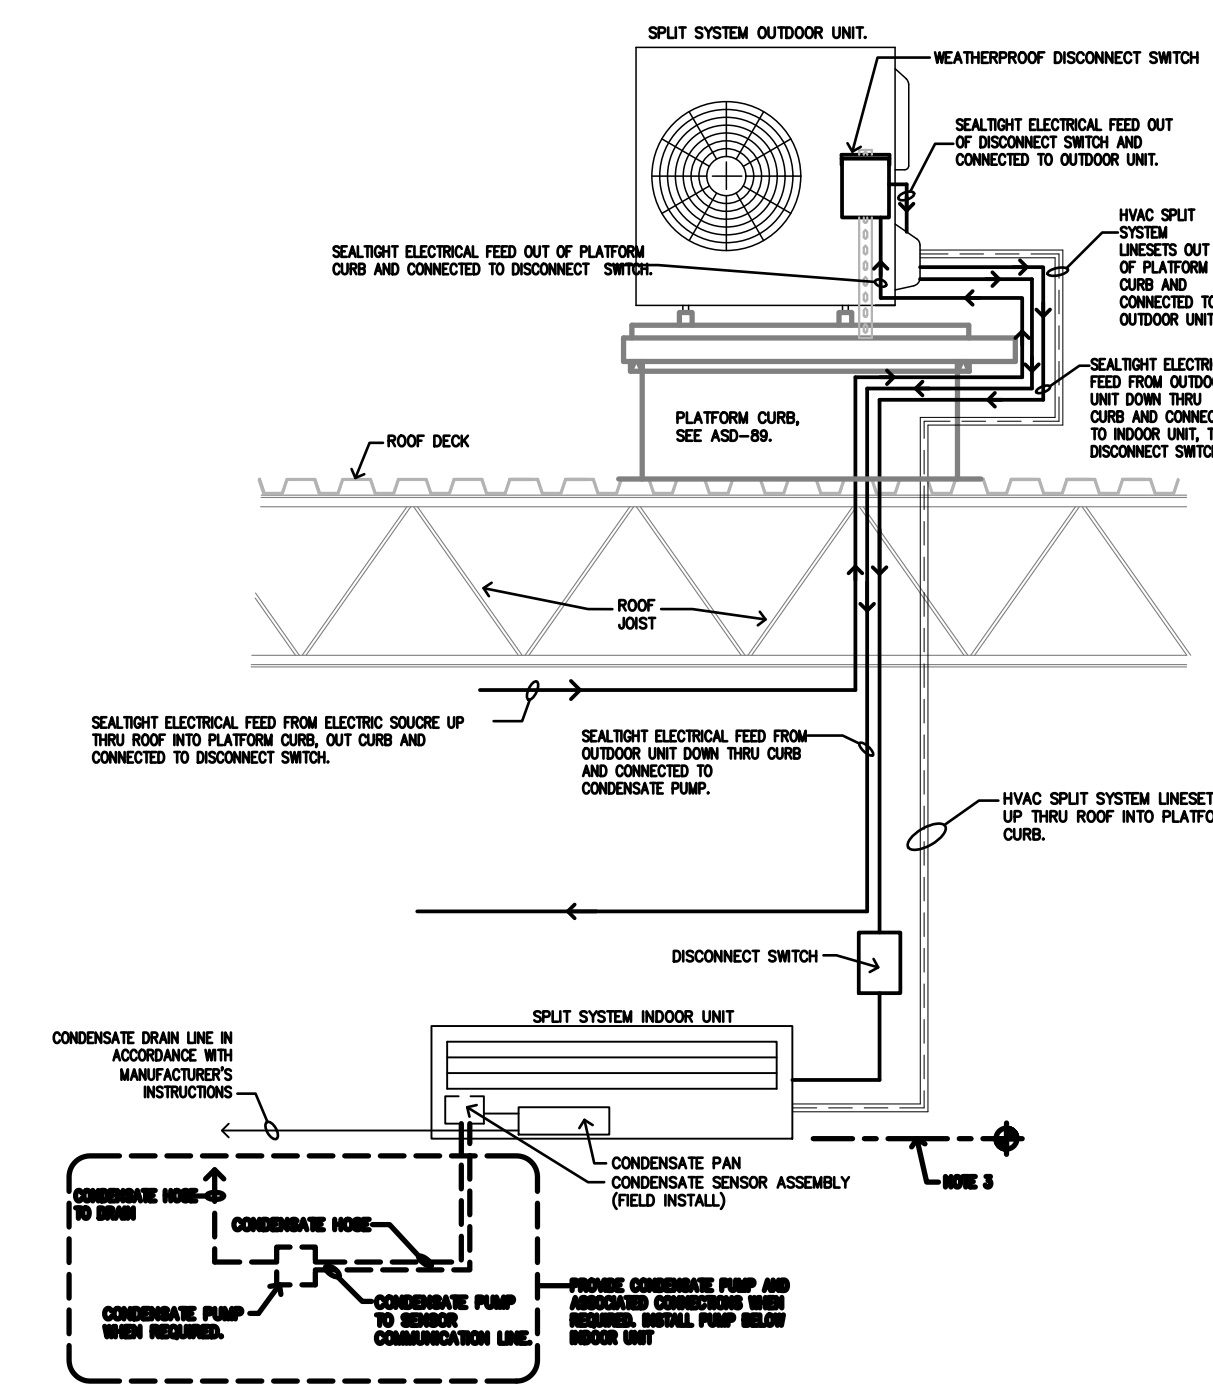 SPLIT SYSTEM OUTDOOR UNIT.
WEATHERPROOF DISCONNECT SWITCH
SEALTIGHT ELECTRICAL FEED OUT
OF DISCONNECT SWITCH AND
CONNECTED TO OUTDOOR UNIT.
HVAC SPLIT
SYSTEM
LINESETS OUT
OF PLATFORM
CURB AND
CONNECTED TO
OUTDOOR UNIT
SEALTIGHT ELECTRICAL FEED OUT OF PLATFORM
CURB AND CONNECTED TO DISCONNECT SWITCH.
SEALTIGHT
FEED FROM
UNIT DOWN THRU
CURB AND
TO INDOOR UNIT,
DISCONNECT
PLATFORM CURB,
SEE ASD-89.
ROOF DECK
ROOF
JOIST
SEALTIGHT ELECTRICAL FEED FROM ELECTRIC SOUCRE UP
THRU ROOF INTO PLATFORM CURB, OUT CURB AND
CONNECTED TO DISCONNECT SWITCH.
SEALTIGHT ELECTRICAL FEED FROM
OUTDOOR UNIT DOWN THRU CURB
AND CONNECTED TO
CONDENSATE PUMP.
HVAC SPLIT SYSTEM LINESET
UP THRU ROOF INTO
CURB.
DISCONNECT SWITCH
SPLIT SYSTEM INDOOR UNIT
CONDENSATE DRAIN LINE IN
ACCORDANCE WITH
MANUFACTURER'S
INSTRUCTIONS
CONDENSATE PAN
CONDENSATE SENSOR ASSEMBLY
(FIELD INSTALL)
NOTE 3
CONDENSATE HOSE
TO DRAIN
CONDENSATE HOSE
CONDENSATE PUMP
WHEN REQUIRED.
CONDENSATE PUMP
TO SENSOR
COMMUNICATION LINE.
PROVIDE CONDENSATE PUMP AND
ASSOCIATED CONNECTIONS WHEN
REQUIRED. INSTALL PUMP BELOW
INDOOR UNIT